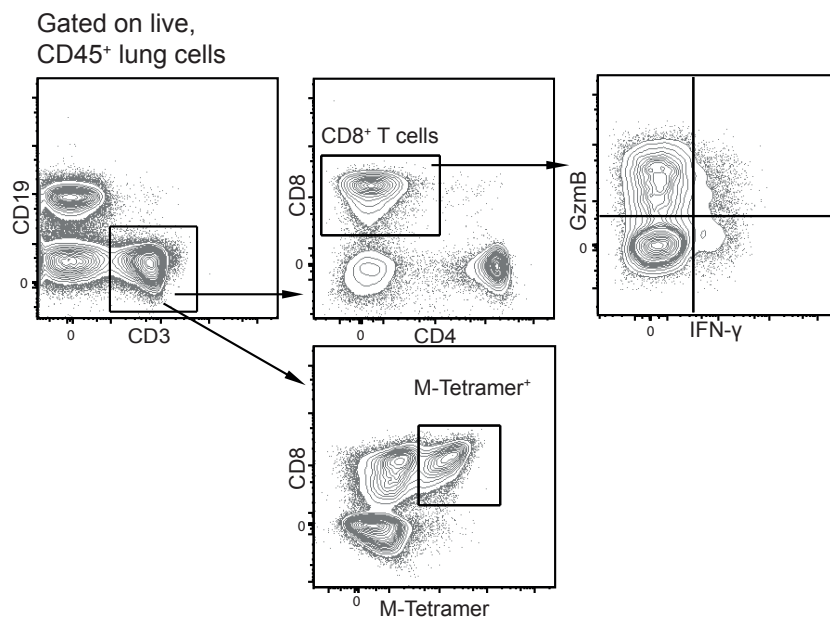 Gated on live,
CD45⁺ lung cells
CD19
0
0
CD3
CD8⁺ T cells
CD8
0
0
CD4
GzmB
0
0
IFN-γ
M-Tetramer⁺
CD8
0
0
M-Tetramer